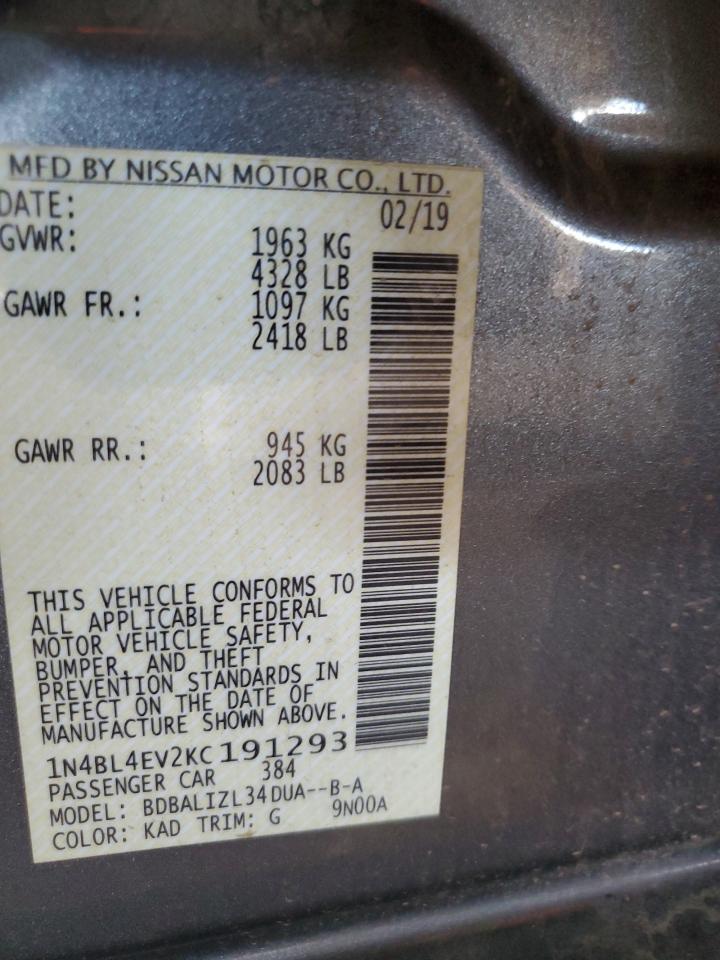 MFD BY NISSAN MOTOR CO., LTD.
DATE: 02/19
GVWR: 1963 KG
4328 LB
GAWR FR.: 1097 KG
2418 LB
GAWR RR.: 945 KG
2083 LB
THIS VEHICLE CONFORMS TO
ALL APPLICABLE FEDERAL
MOTOR VEHICLE SAFETY,
BUMPER, AND THEFT
PREVENTION STANDARDS IN
EFFECT ON THE DATE OF
MANUFACTURE SHOWN ABOVE.
1N4BL4EV2KC191293
PASSENGER CAR 384
MODEL: BDBALIZL34DUA--B-A
COLOR: KAD TRIM: G 9N00A